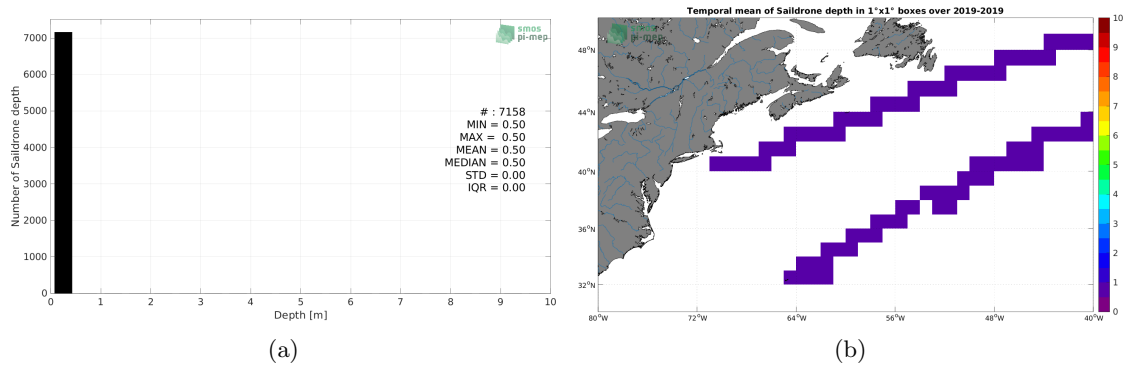 Number of Saildrone depth
7000
6000
5000
4000
3000
2000
1000
0
smos
pi-mep
# : 7158
MIN = 0.50
MAX = 0.50
MEAN = 0.50
MEDIAN = 0.50
STD = 0.00
IQR = 0.00
0 1 2 3 4 5 6 7 8 9 10
Depth [m]
(a)
Temporal mean of Saildrone depth in 1°x1° boxes over 2019-2019
smos
pi-mep
48°N
44°N
40°N
36°N
32°N
80°W 72°W 64°W 56°W 48°W 40°W
10
9
8
7
6
5
4
3
2
1
0
(b)